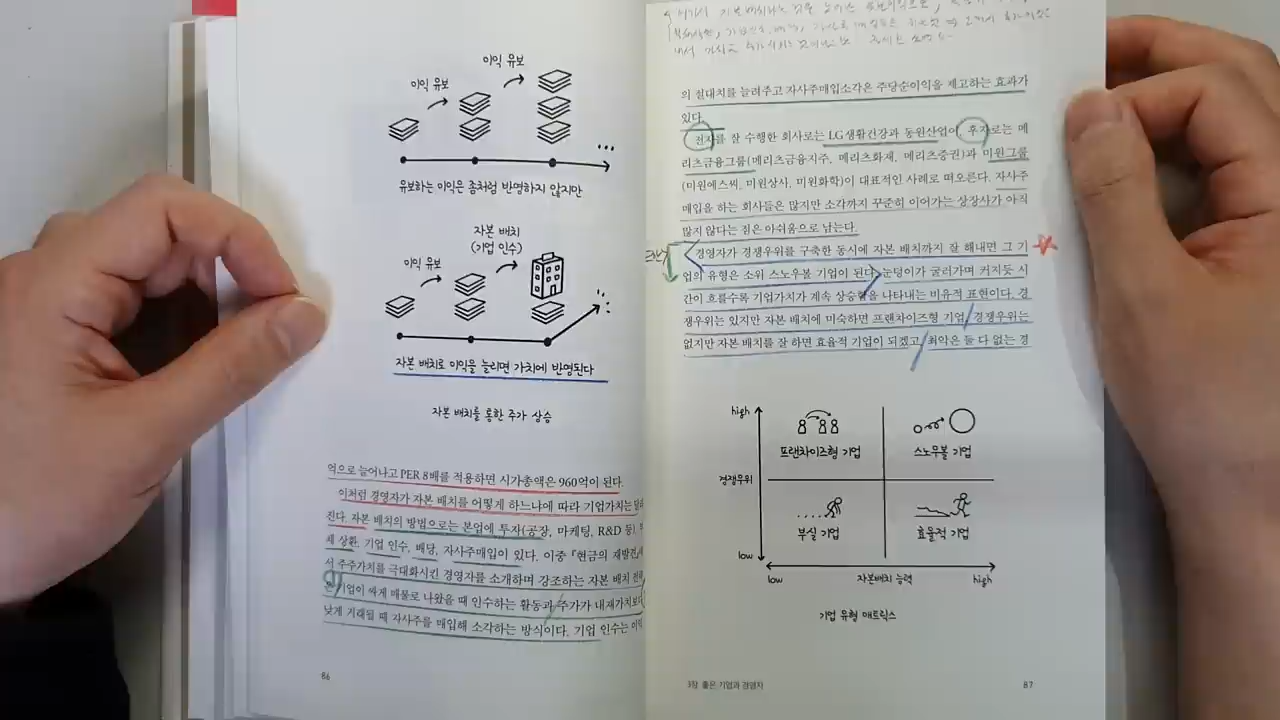 이익 유보
이익 유보
유보하는 이익은 좀처럼 반영하지 않지만
자본 배치
(기업 인수)
이익 유보
자본 배치로 이익을 늘리면 가치에 반영된다
자본 배치를 통한 주가 상승
억으로 늘어나고 PER 8배를 적용하면 시가총액은 960억이 된다.
이처럼 경영자가 자본 배치를 어떻게 하느냐에 따라 기업가치는
진다. 자본 배치의 방법으로는 본업에 투자(공장, 마케팅, R&D 등)
상환, 기업 인수, 배당, 자사주매입이 있다. 이중 『현금의 재발견』에
서 주주가치를 극대화시킨 경영자를 소개하며 강조하는 자본 배치
은 기업이 싸게 매물로 나왔을 때 인수하는 활동과 주가가 내재가치보다
낮게 거래될 때 자사주를 매입해 소각하는 방식이다. 기업 인수는 이익
86
의 절대치를 늘려주고 자사주매입소각은 주당순이익을 제고하는 효과가
있다.
전자를 잘 수행한 회사로는 LG생활건강과 동원산업이, 후자로는 메
리츠금융그룹(메리츠금융지주, 메리츠화재, 메리츠증권)과 미원그룹
(미원에스씨, 미원상사, 미원화학)이 대표적인 사례로 떠오른다. 자사주
매입을 하는 회사들은 많지만 소각까지 꾸준히 이어가는 상장사가 아직
많지 않다는 점은 아쉬움으로 남는다.
경영자가 경쟁우위를 구축한 동시에 자본 배치까지 잘 해내면 그 기
업의 유형은 소위 스노우볼 기업이 된다. 눈덩이가 굴러가며 커지듯 시
간이 흐를수록 기업가치가 계속 상승함을 나타내는 비유적 표현이다. 경
쟁우위는 있지만 자본 배치에 미숙하면 프랜차이즈형 기업, 경쟁우위는
없지만 자본 배치를 잘 하면 효율적 기업이 되겠고, 최악은 둘 다 없는 경
high
프랜차이즈형 기업
스노우볼 기업
경쟁우위
부실 기업
효율적 기업
low
low
자본배치 능력
high
기업 유형 매트릭스
3장 좋은 기업과 경영자
87